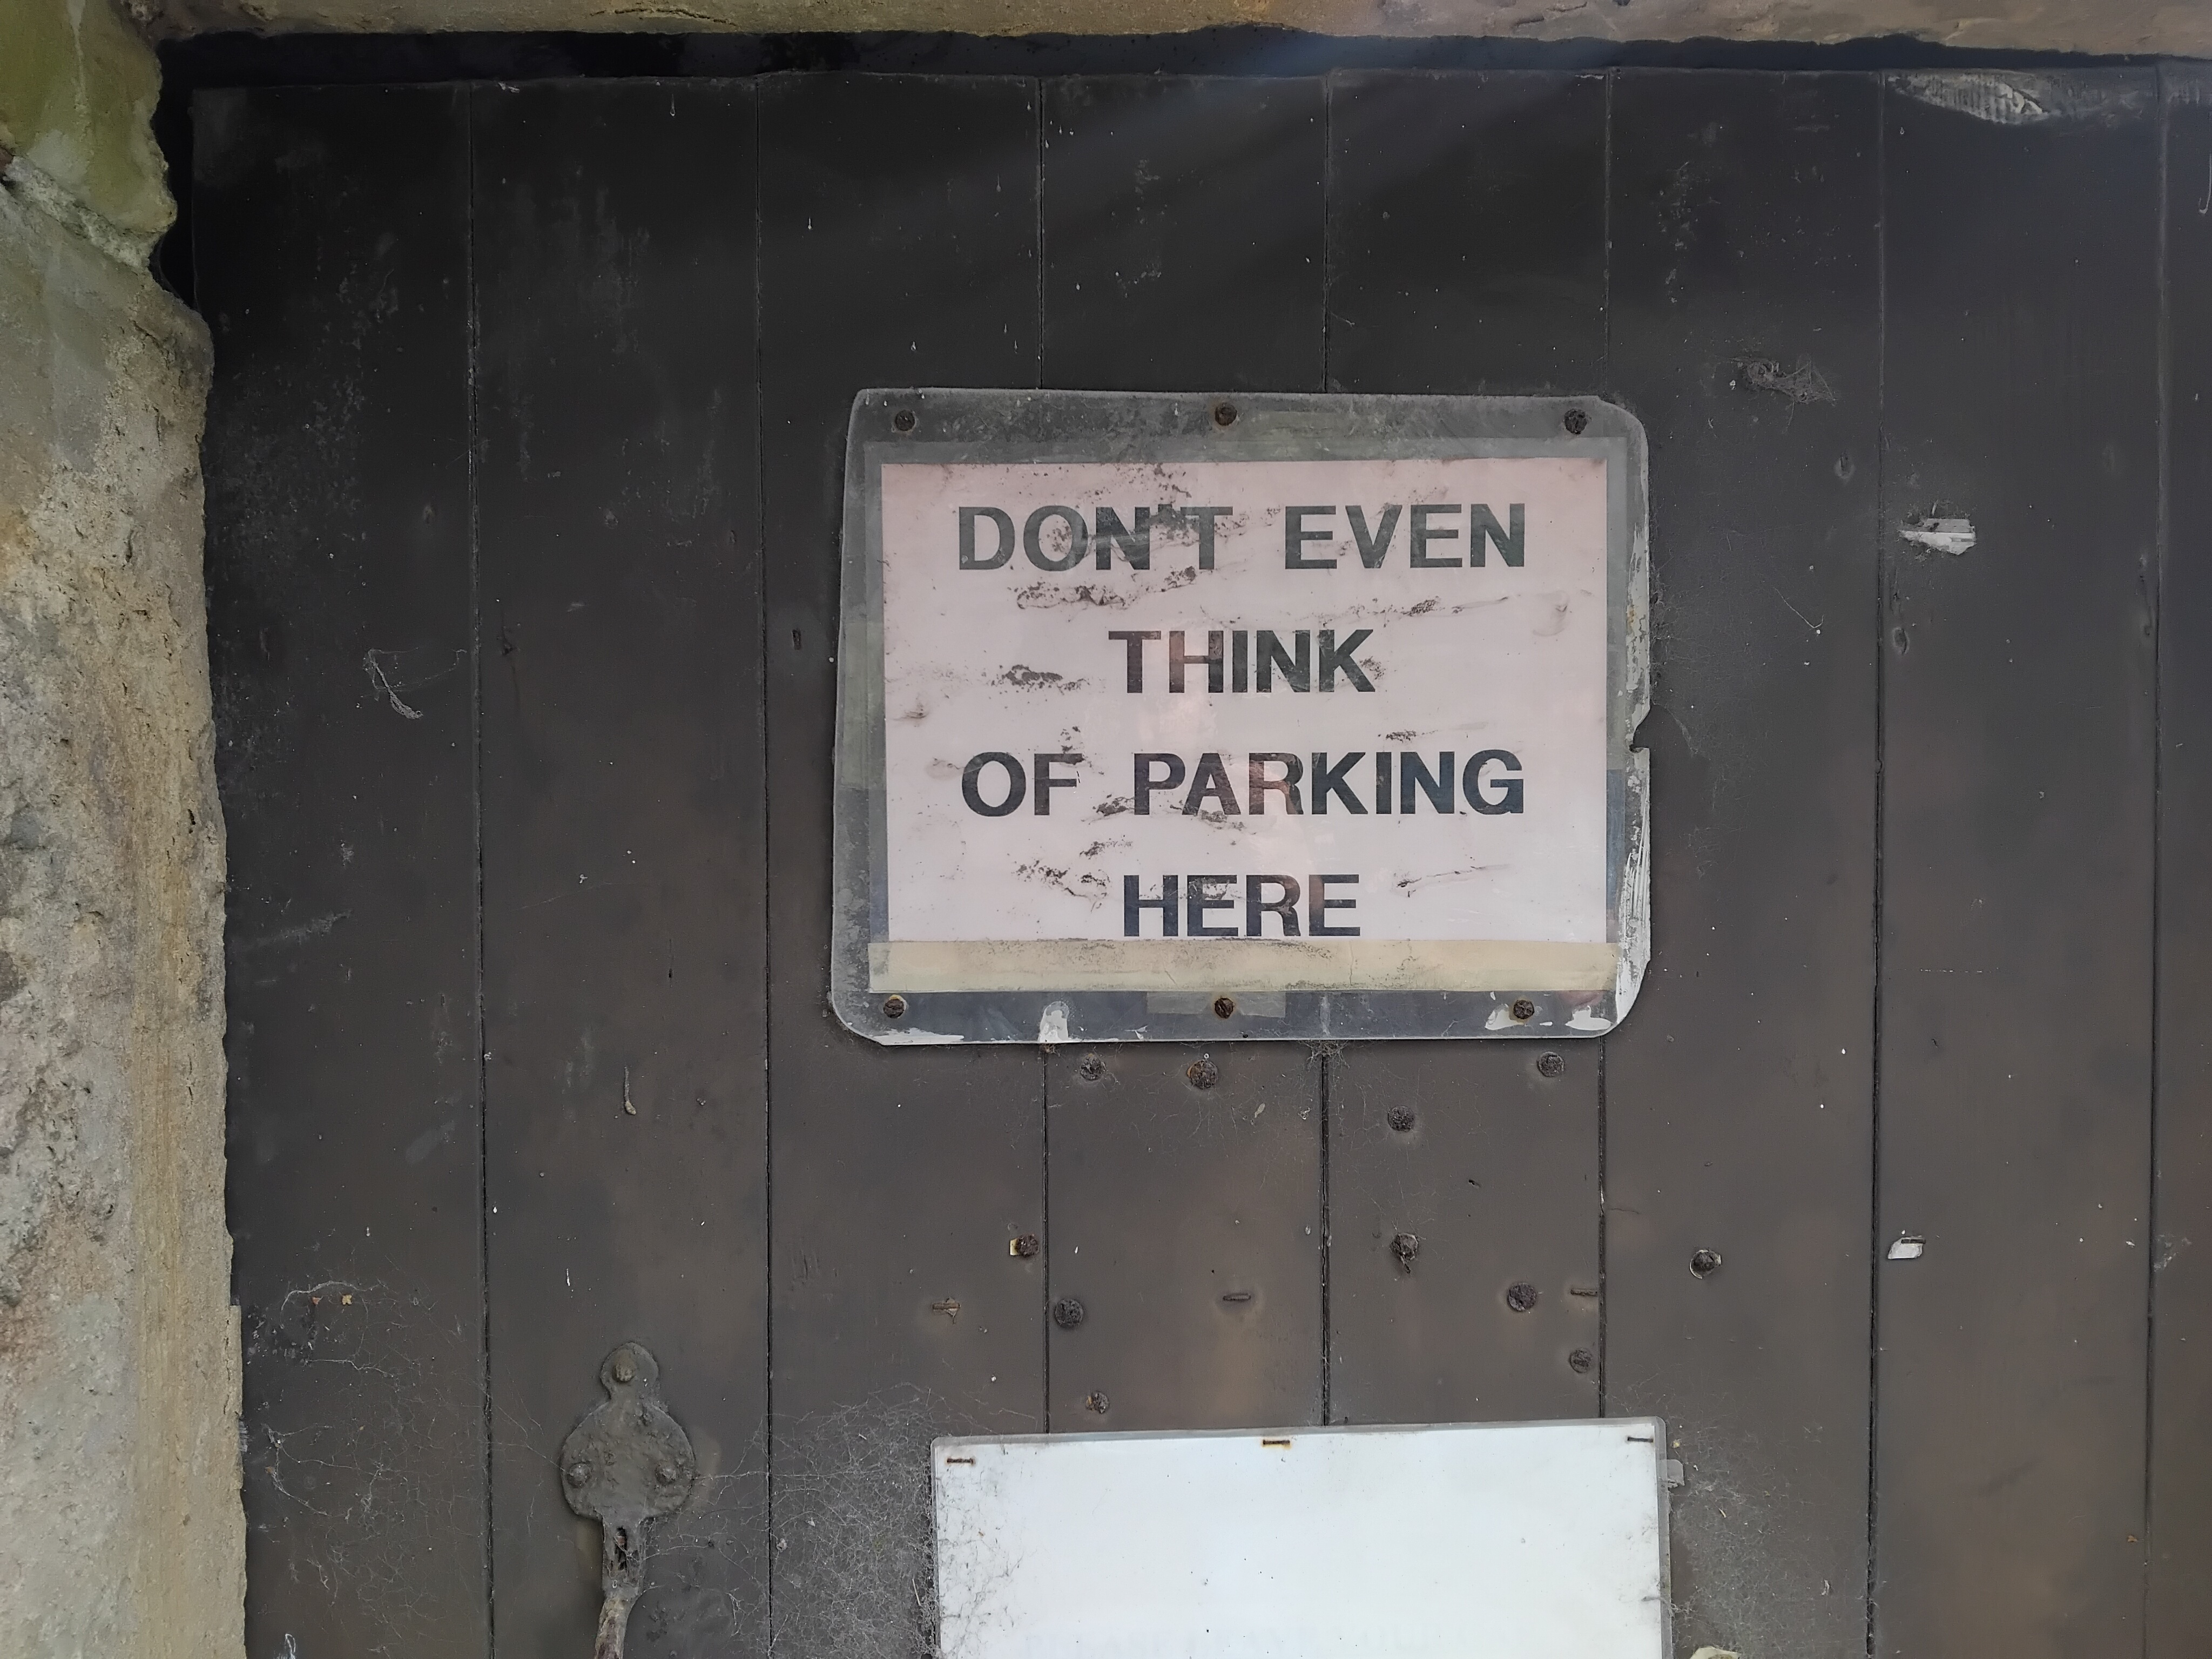 DON'T EVEN
THINK
OF PARKING
HERE